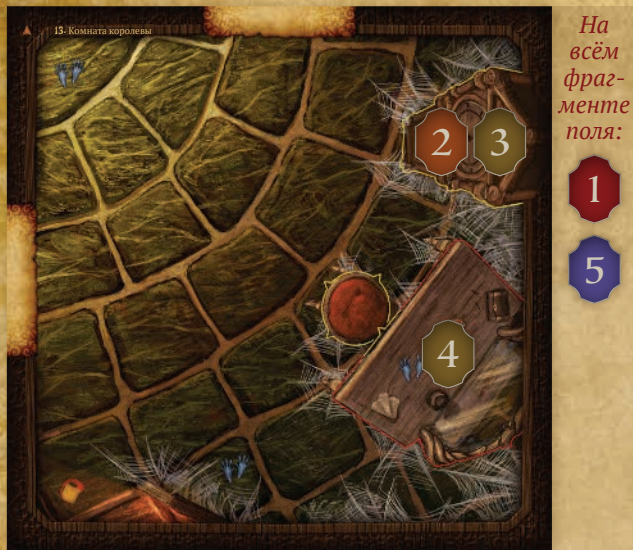 13- Комната королевы
На
всём
фраг-
менте
поля:
2 3
1
5
4